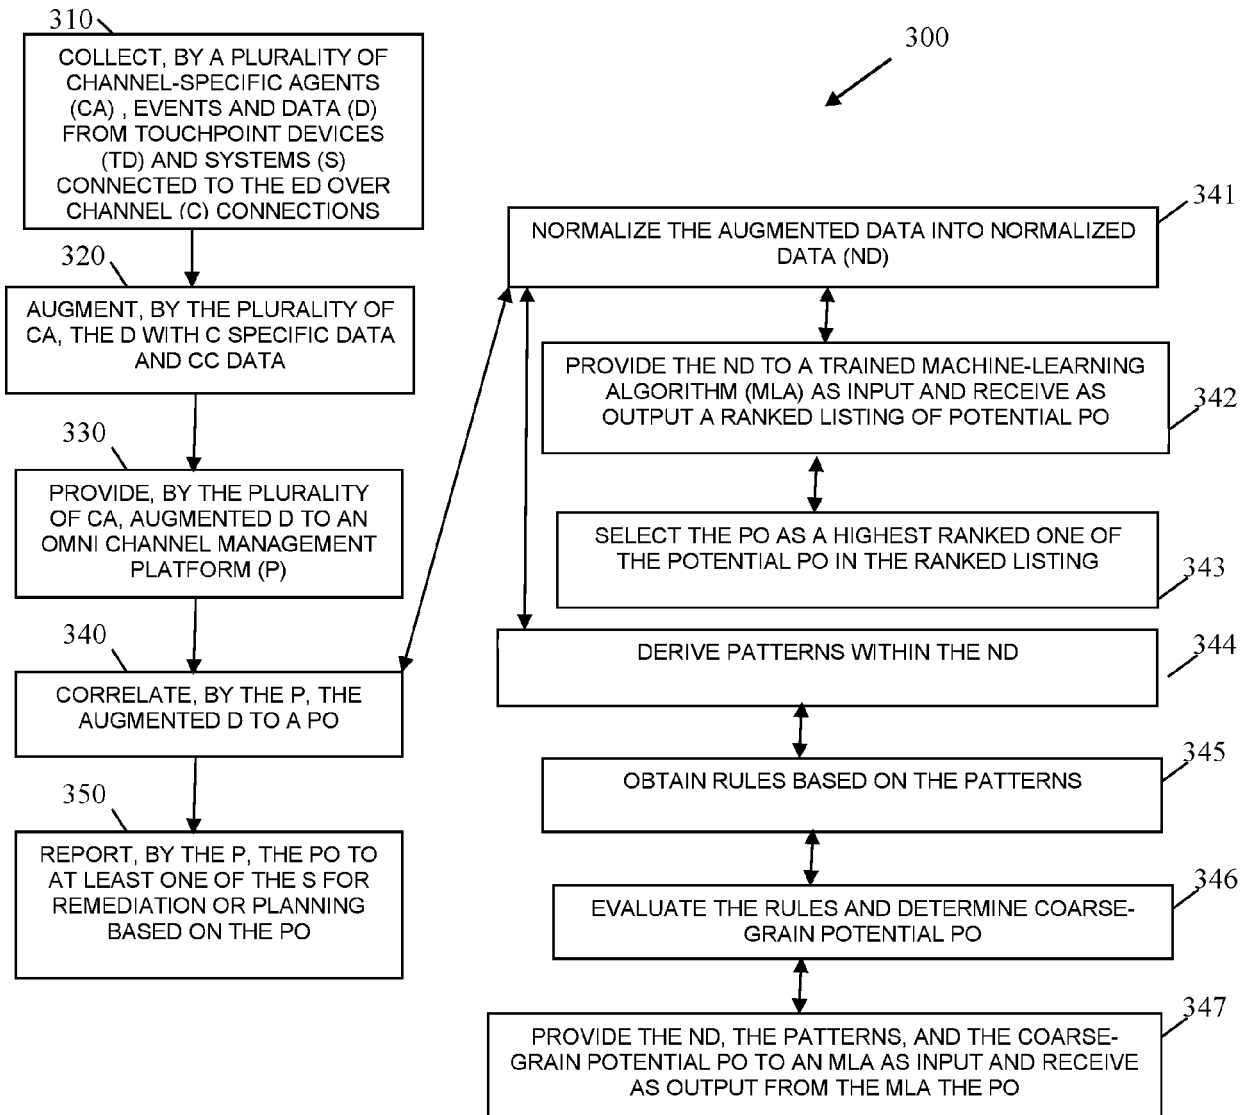 310
COLLECT, BY A PLURALITY OF
CHANNEL-SPECIFIC AGENTS
(CA) , EVENTS AND DATA (D)
FROM TOUCHPOINT DEVICES
(TD) AND SYSTEMS (S)
CONNECTED TO THE ED OVER
CHANNEL (C) CONNECTIONS
320
AUGMENT, BY THE PLURALITY OF
CA, THE D WITH C SPECIFIC DATA
AND CC DATA
330
PROVIDE, BY THE PLURALITY
OF CA, AUGMENTED D TO AN
OMNI CHANNEL MANAGEMENT
PLATFORM (P)
340
CORRELATE, BY THE P, THE
AUGMENTED D TO A PO
350
REPORT, BY THE P, THE PO TO
AT LEAST ONE OF THE S FOR
REMEDIATION OR PLANNING
BASED ON THE PO
300
341
NORMALIZE THE AUGMENTED DATA INTO NORMALIZED
DATA (ND)
PROVIDE THE ND TO A TRAINED MACHINE-LEARNING
ALGORITHM (MLA) AS INPUT AND RECEIVE AS
OUTPUT A RANKED LISTING OF POTENTIAL PO
342
SELECT THE PO AS A HIGHEST RANKED ONE OF
THE POTENTIAL PO IN THE RANKED LISTING
343
DERIVE PATTERNS WITHIN THE ND
344
OBTAIN RULES BASED ON THE PATTERNS
345
EVALUATE THE RULES AND DETERMINE COARSE-
GRAIN POTENTIAL PO
346
PROVIDE THE ND, THE PATTERNS, AND THE COARSE-
GRAIN POTENTIAL PO TO AN MLA AS INPUT AND RECEIVE
AS OUTPUT FROM THE MLA THE PO
347